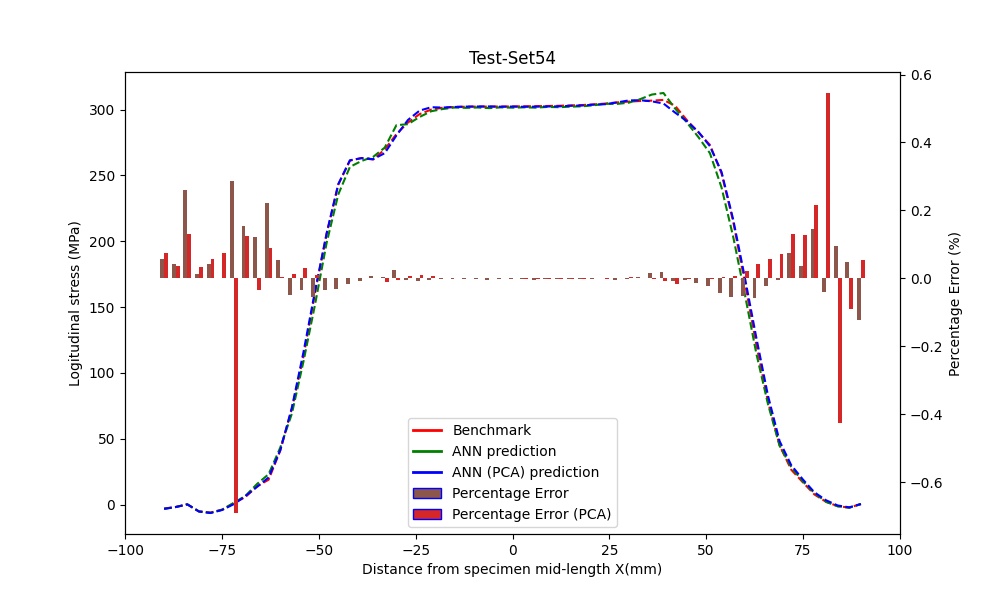 Test-Set54
Logitudinal stress (MPa)
300
250
200
150
100
50
0
0.6
0.4
0.2
0.0
−0.2
−0.4
−0.6
Percentage Error (%)
Benchmark
ANN prediction
ANN (PCA) prediction
Percentage Error
Percentage Error (PCA)
−100 −75 −50 −25 0 25 50 75 100
Distance from specimen mid-length X(mm)